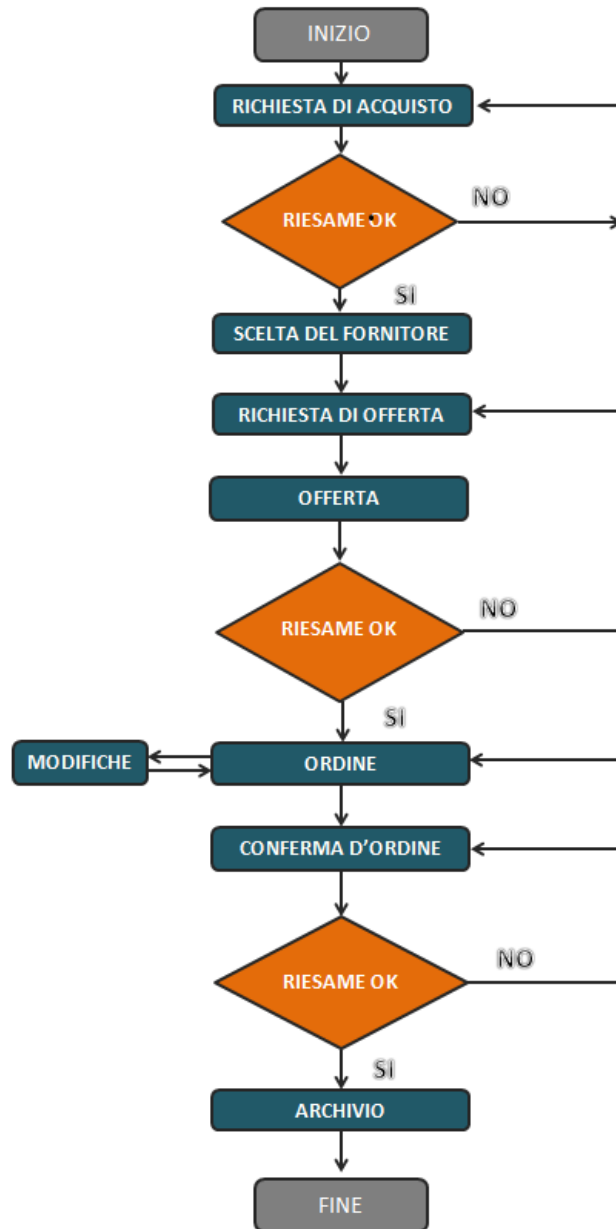 INIZIO
RICHIESTA DI ACQUISTO
RIESAME OK
NO
SI
SCELTA DEL FORNITORE
RICHIESTA DI OFFERTA
OFFERTA
RIESAME OK
NO
SI
MODIFICHE
ORDINE
CONFERMA D'ORDINE
RIESAME OK
NO
SI
ARCHIVIO
FINE